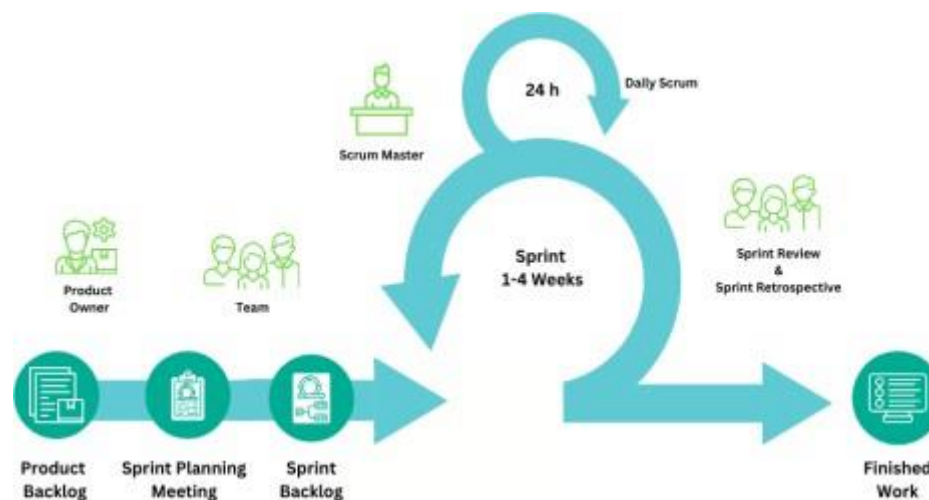 24 h
Daily Scrum
Scrum Master
Product
Owner
Team
Sprint
1-4 Weeks
Sprint Review
&
Sprint Retrospective
Product
Backlog
Sprint Planning
Meeting
Sprint
Backlog
Finished
Work